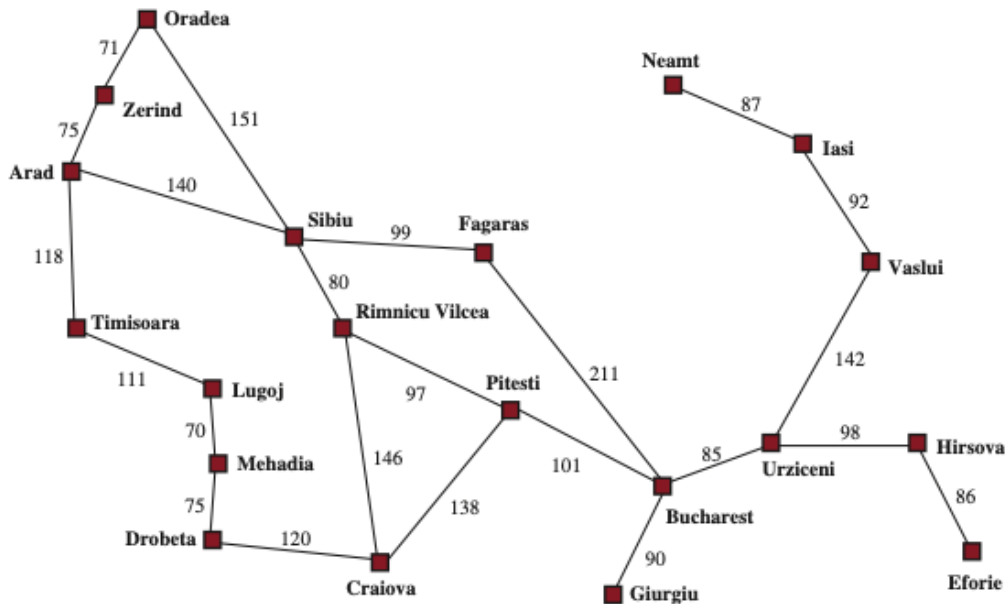 Oradea
71
Neamt
87
Zerind
151
75
Iasi
Arad
140
92
Sibiu
Fagaras
99
118
Vaslui
80
Timisoara
Rimnicu Vilcea
142
111
Lugoj
97
Pitesti
211
70
146
101
85
98
Hirsova
Urziceni
Mehadia
75
138
86
Bucharest
Drobeta
120
90
Craiova
Giurgiu
Eforie